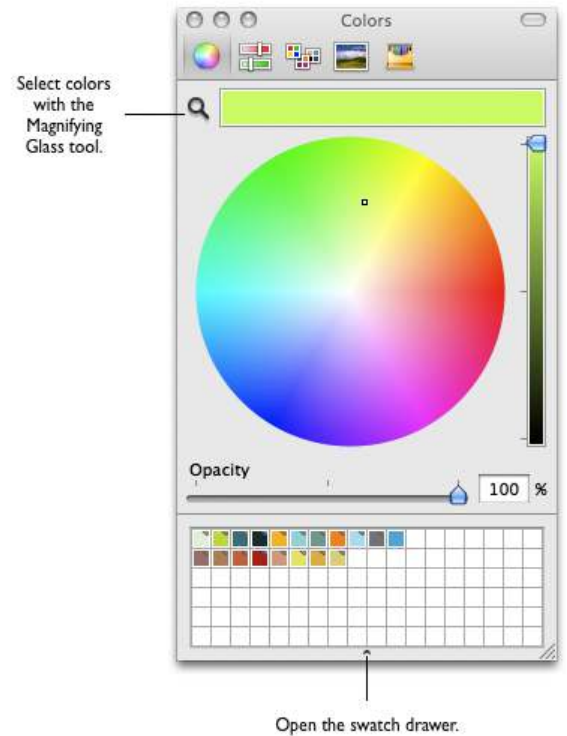 Colors
Select colors
with the
Magnifying
Glass tool.
Opacity
100 %
Open the swatch drawer.